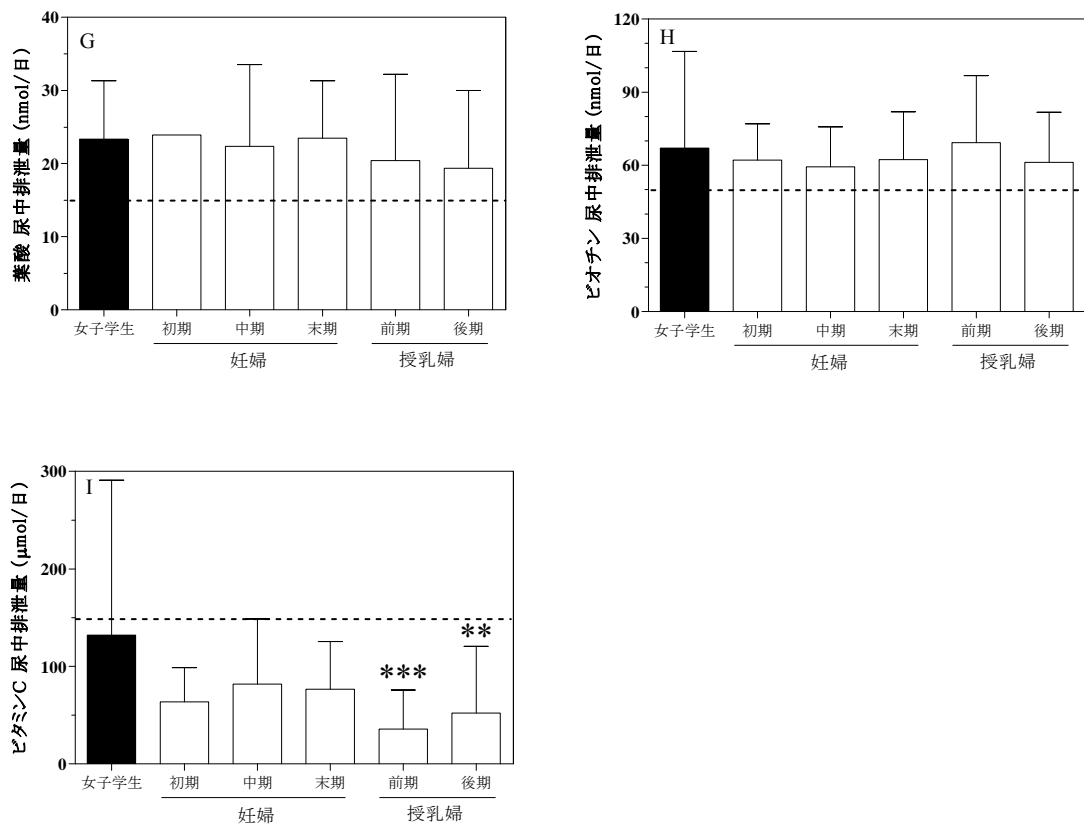 G
葉酸 尿中排泄量 (nmol/日)
40
30
20
10
0
女子学生 初期 中期 末期 前期 後期
妊婦 授乳婦
H
ビオチン 尿中排泄量 (nmol/日)
120
90
60
30
0
女子学生 初期 中期 末期 前期 後期
妊婦 授乳婦
I
ビタミンC 尿中排泄量 (μmol/日)
300
200
100
0
*** **
女子学生 初期 中期 末期 前期 後期
妊婦 授乳婦